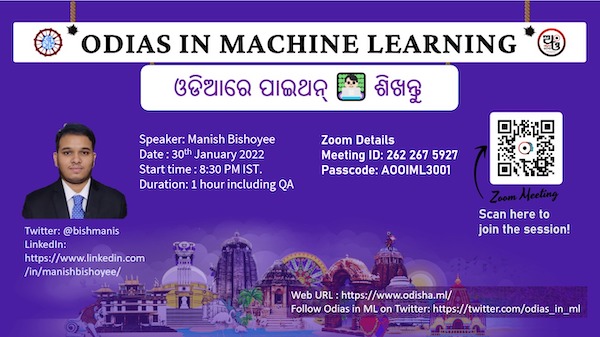 ODIAS IN MACHINE LEARNING
ଓଡିଆରେ ପାଇଥନ୍ ଶିଖନ୍ତୁ
Speaker: Manish Bishoyee
Date : 30th January 2022
Start time : 8:30 PM IST.
Duration: 1 hour including QA
Zoom Details
Meeting ID: 262 267 5927
Passcode: AOOIML3001
Zoom Meeting
Scan here to
join the session!
Twitter: @bishmanis
LinkedIn:
https://www.linkedin.com
/in/manishbishoyee/
Web URL : https://www.odisha.ml/
Follow Odias in ML on Twitter: https://twitter.com/odias_in_ml